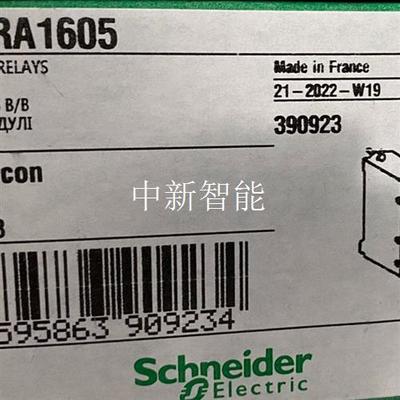 RA1605
RELAYS
Made in France
В/В
21-2022-W19
ДУЛІ
390923
con
中新智能
595863 909234
Schneider
Electric